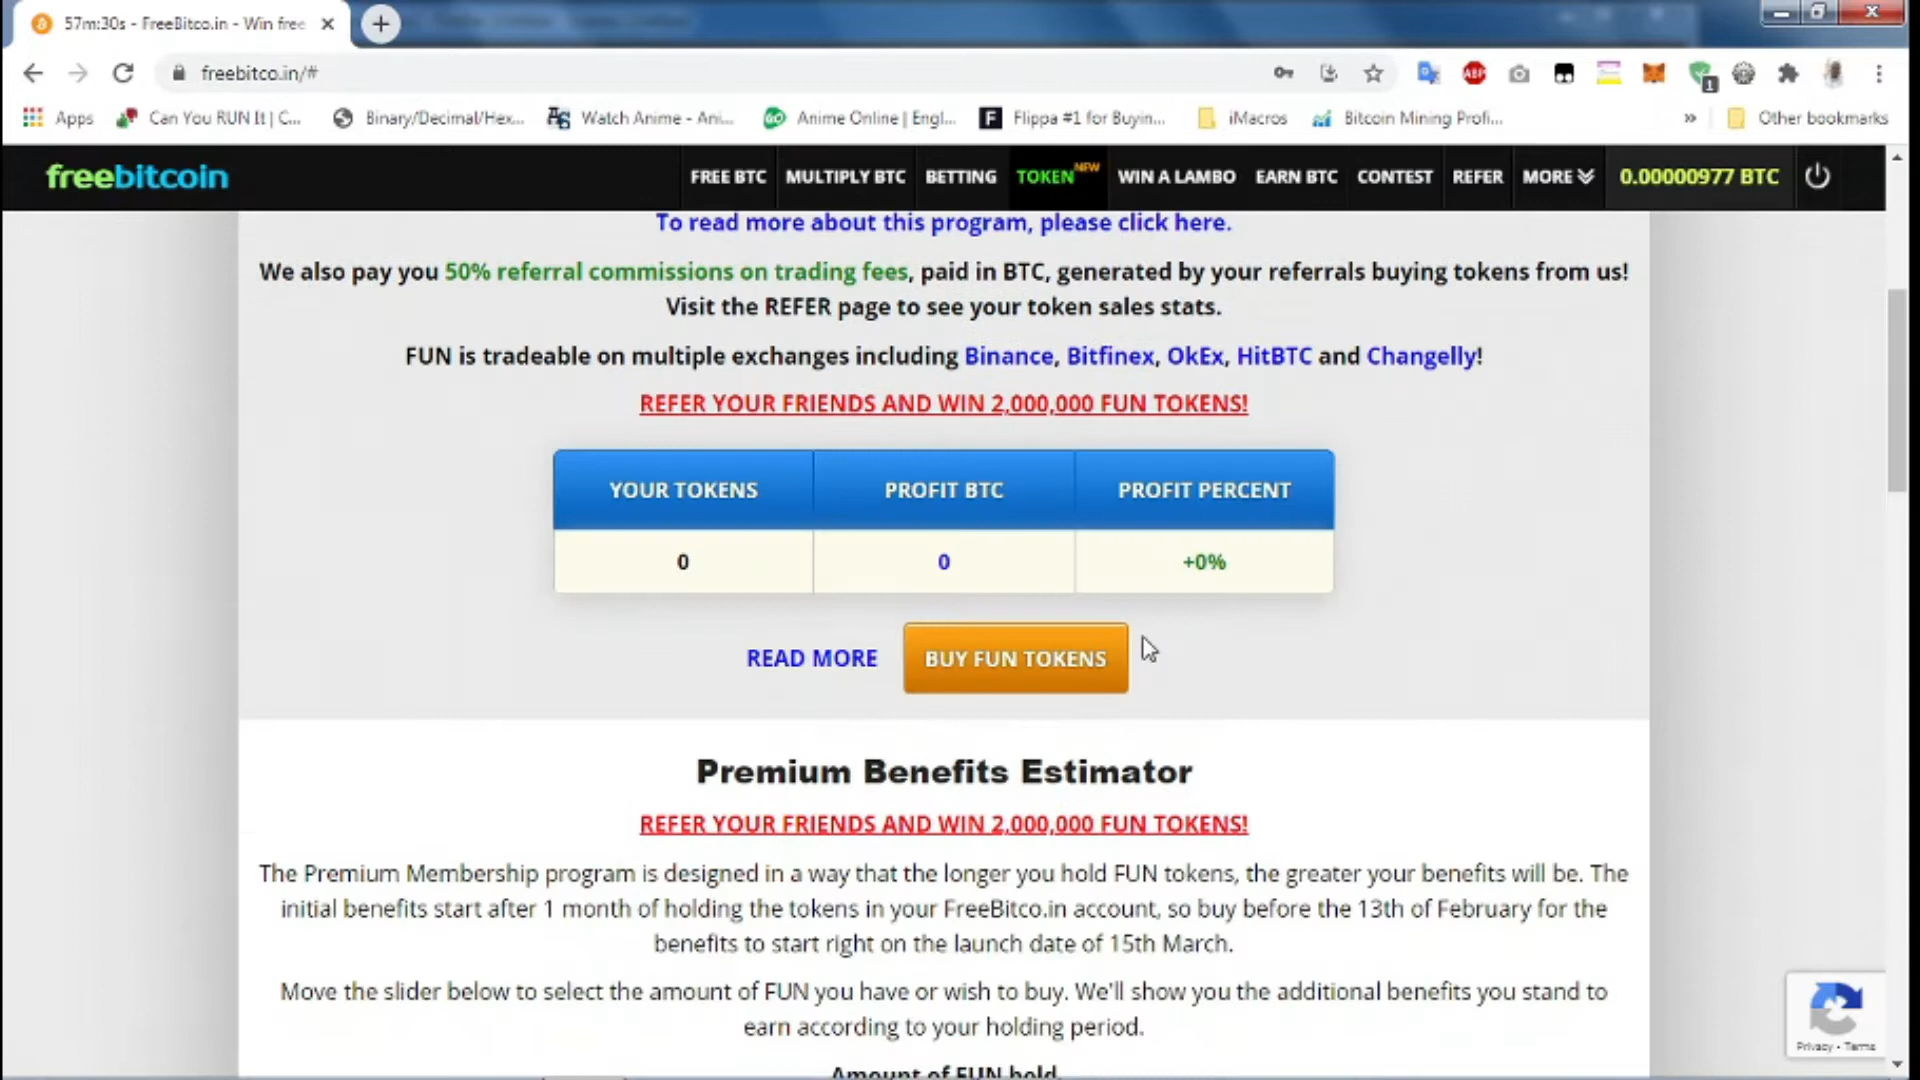 57m:30s - FreeBitco.in - Win free
freebitco.in/#
ABP
1
Apps
Can You RUN It | C...
Binary/Decimal/Hex...
Watch Anime - Ani...
Anime Online | Engl...
Flippa #1 for Buyin...
iMacros
Bitcoin Mining Profi...
»
Other bookmarks
freebitcoin
FREE BTC
MULTIPLY BTC
BETTING
TOKEN NEW
WIN A LAMBO
EARN BTC
CONTEST
REFER
MORE
0.00000977 BTC
To read more about this program, please click here.
We also pay you 50% referral commissions on trading fees, paid in BTC, generated by your referrals buying tokens from us!
Visit the REFER page to see your token sales stats.
FUN is tradeable on multiple exchanges including Binance, Bitfinex, OkEx, HitBTC and Changelly!
REFER YOUR FRIENDS AND WIN 2,000,000 FUN TOKENS!
YOUR TOKENS
PROFIT BTC
PROFIT PERCENT
0
0
+0%
READ MORE
BUY FUN TOKENS
Premium Benefits Estimator
REFER YOUR FRIENDS AND WIN 2,000,000 FUN TOKENS!
The Premium Membership program is designed in a way that the longer you hold FUN tokens, the greater your benefits will be. The
initial benefits start after 1 month of holding the tokens in your FreeBitco.in account, so buy before the 13th of February for the
benefits to start right on the launch date of 15th March.
Move the slider below to select the amount of FUN you have or wish to buy. We'll show you the additional benefits you stand to
earn according to your holding period.
Amount of FUN held
Privacy - Terms